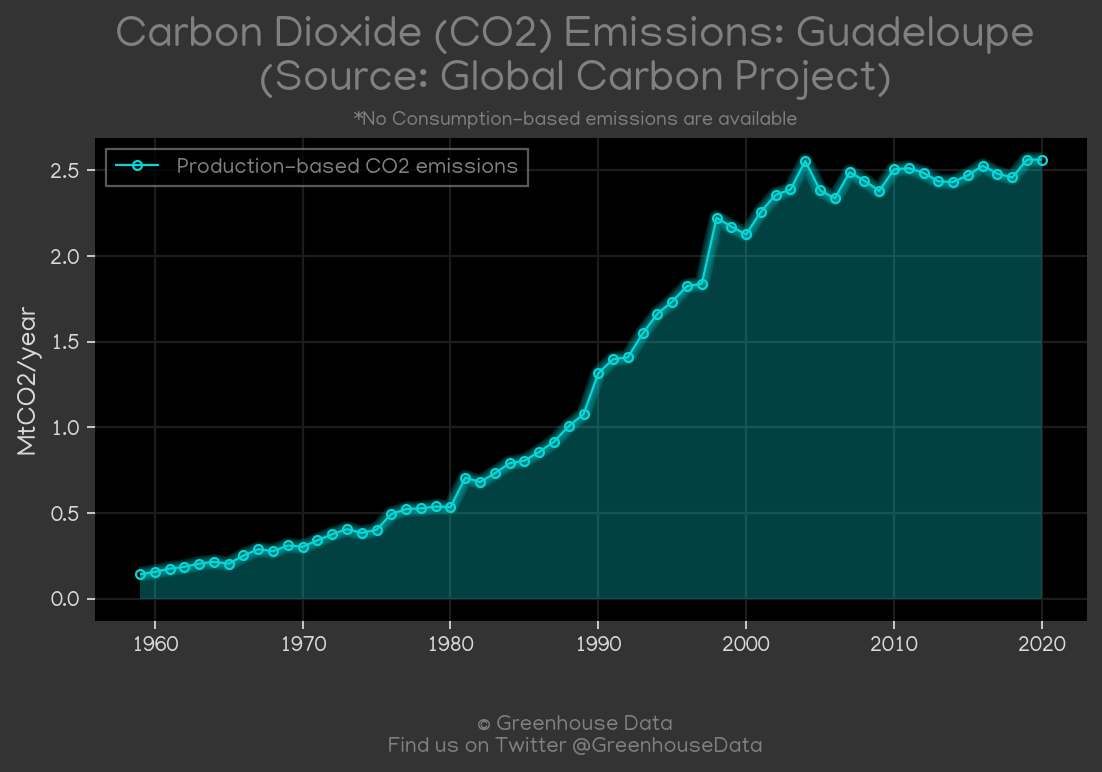 Carbon Dioxide (CO2) Emissions: Guadeloupe
(Source: Global Carbon Project)
*No Consumption-based emissions are available
Production-based CO2 emissions
2.5
2.0
1.5
1.0
0.5
0.0
MtCO2/year
1960 1970 1980 1990 2000 2010 2020
© Greenhouse Data
Find us on Twitter @GreenhouseData